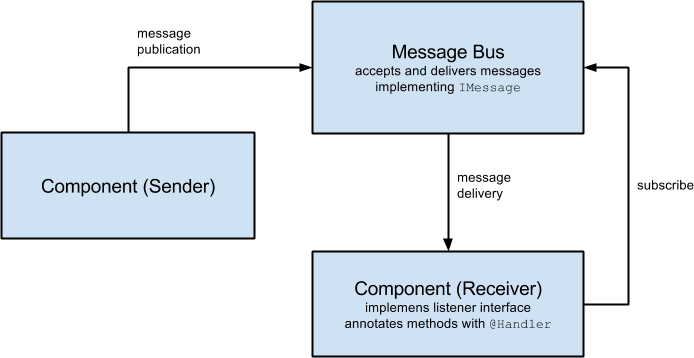 message
publication
Message Bus
accepts and delivers messages
implementing IMessage
Component (Sender)
message
delivery
subscribe
Component (Receiver)
implemens listener interface
annotates methods with @Handler